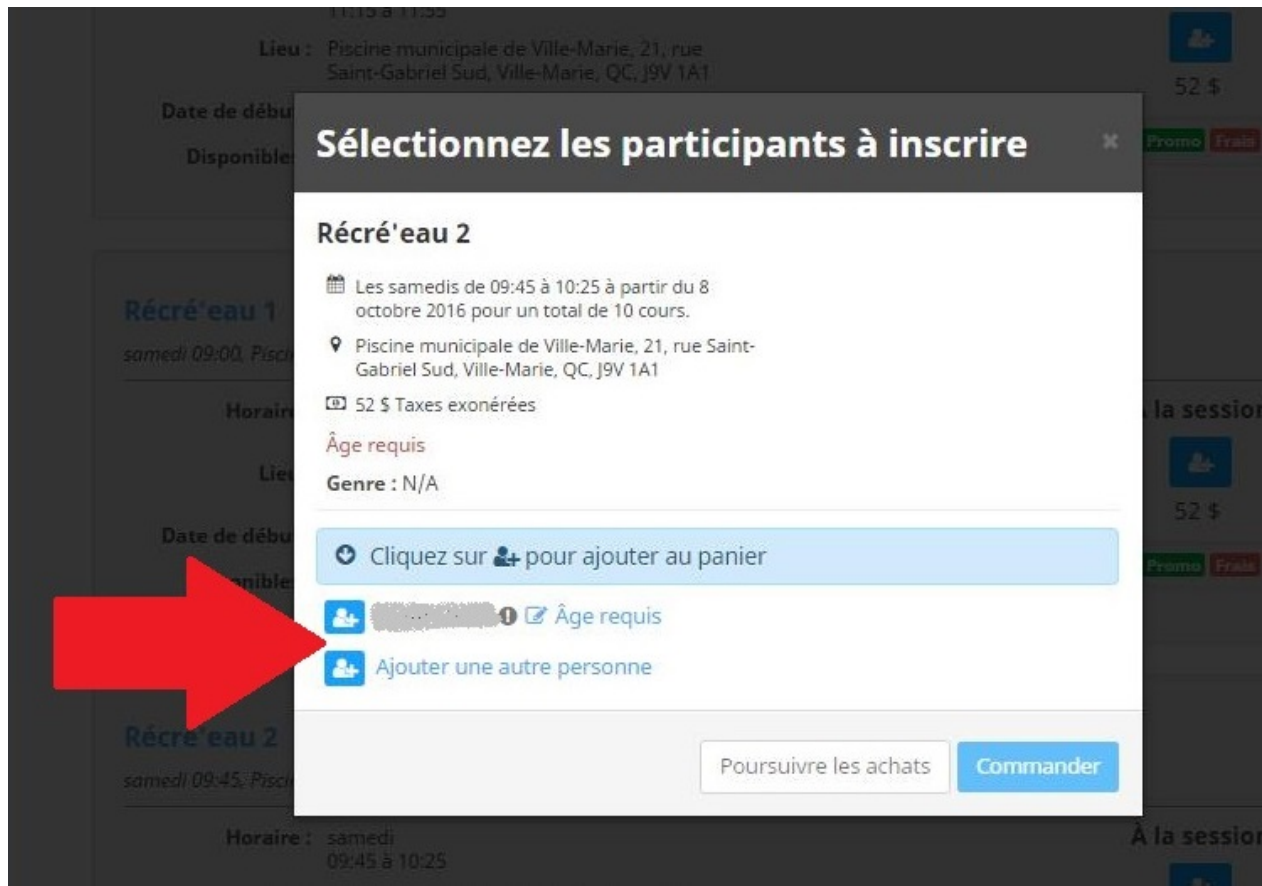 11:15 à 11:55
Lieu : Piscine municipale de Ville-Marie, 21, rue
Saint-Gabriel Sud, Ville-Marie, QC, J9V 1A1
52 $
Date de débu
Promo Frais
Disponible
Sélectionnez les participants à inscrire
Récré'eau 2
Les samedis de 09:45 à 10:25 à partir du 8
octobre 2016 pour un total de 10 cours.
Piscine municipale de Ville-Marie, 21, rue Saint-
Gabriel Sud, Ville-Marie, QC, J9V 1A1
52 $ Taxes exonérées
Âge requis
Genre : N/A
Cliquez sur pour ajouter au panier
Âge requis
Ajouter une autre personne
Poursuivre les achats Commander
Récré'eau 1
samedi 09:00, Pisci
Horaire
la session
Lieu
52 $
Date de débu
Promo Frais
onible
Récré'eau 2
samedi 09:45, Pisci
Horaire : samedi
09:45 à 10:25
À la session